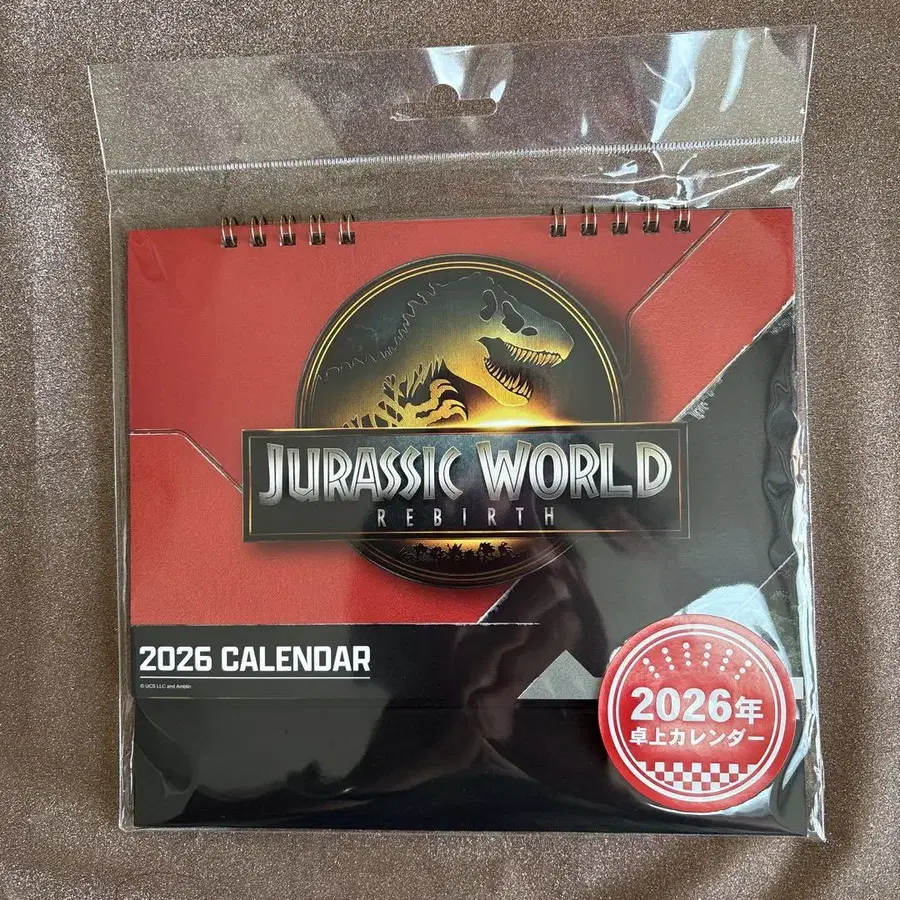 JURASSIC WORLD
REBIRTH
2026 CALENDAR
© UCS LLC and Amblin
2026年
卓上カレンダー